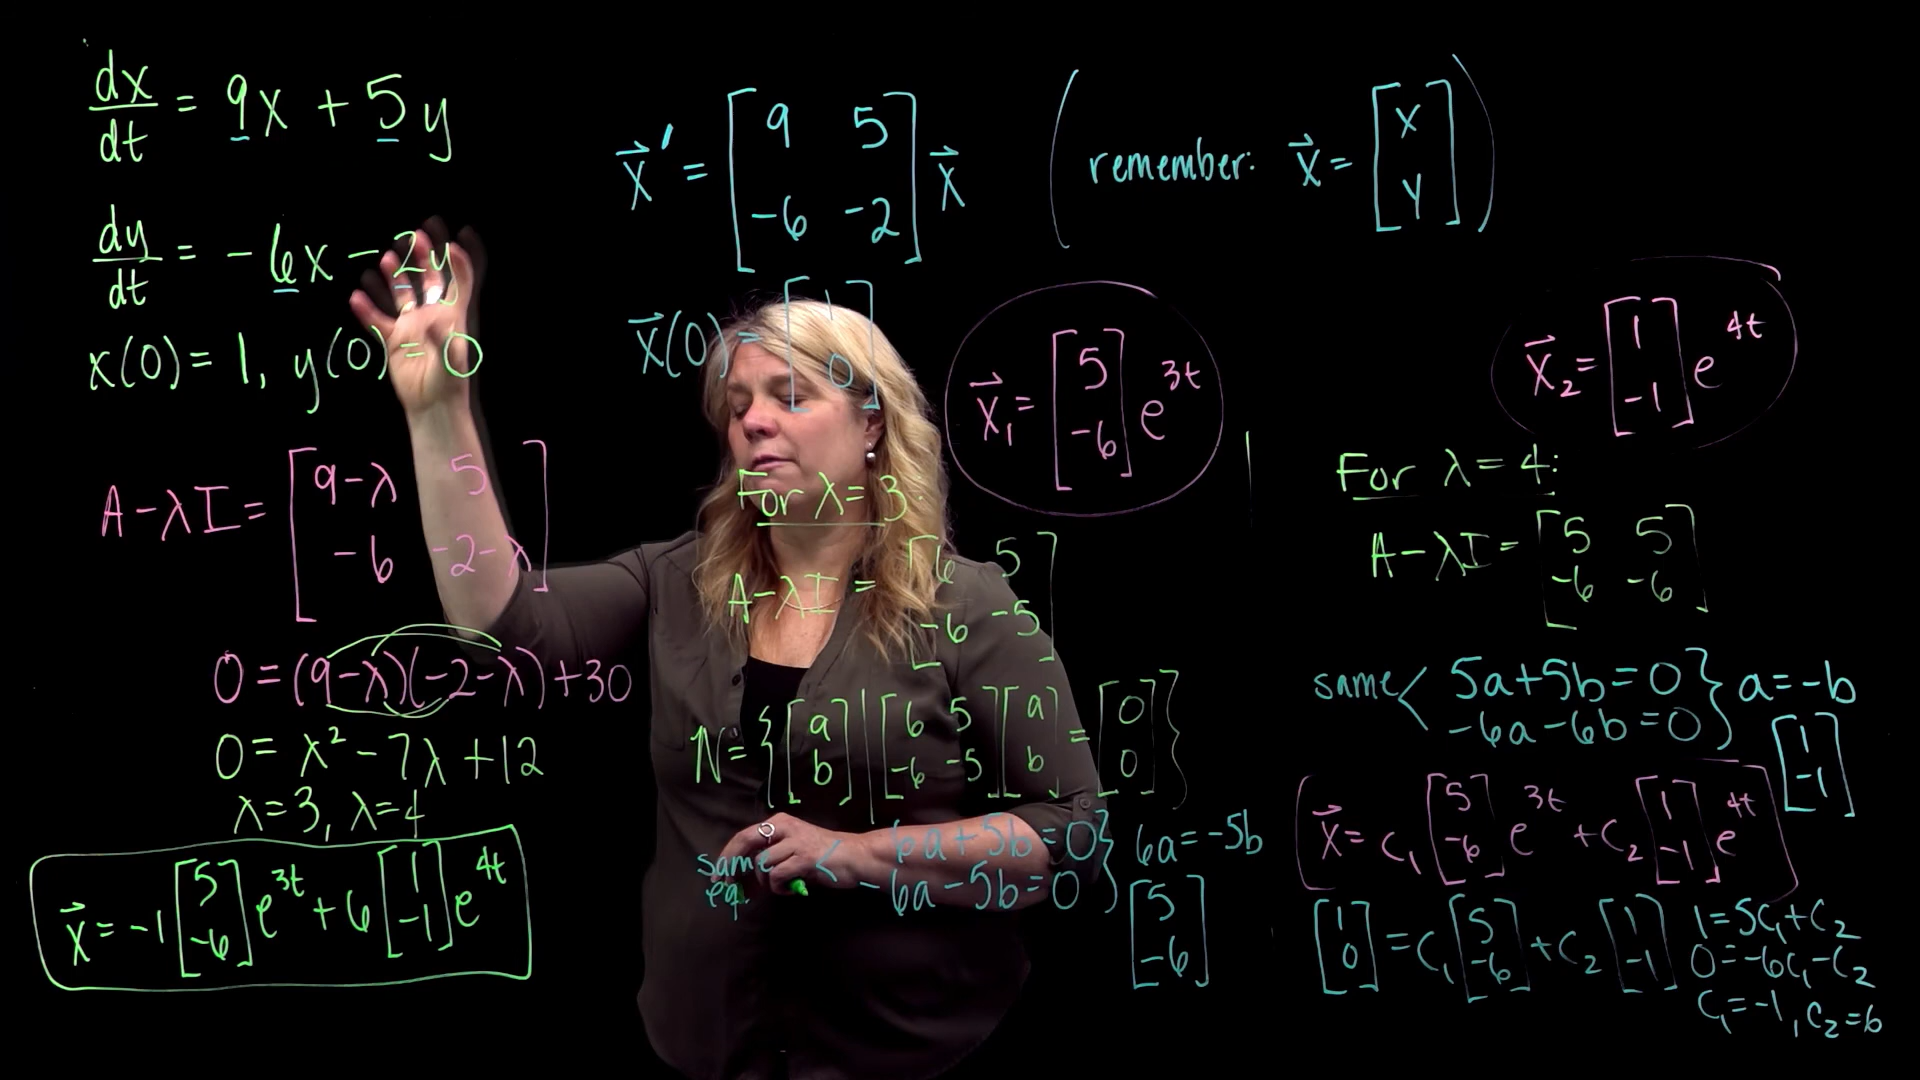 dx/dt = 9x + 5y
dy/dt = -6x - 2y
x(0) = 1, y(0) = 0
A - λI = [9-λ 5; -6 -2-λ]
0 = (9-λ)(-2-λ) + 30
0 = λ² - 7λ + 12
λ = 3, λ = 4
x⃗ = -1 [5; -6] e^3t + 6 [1; -1] e^4t
x⃗' = [9 5; -6 -2] x⃗
(remember: x⃗ = [x; y])
x⃗(0) = [1; 0]
x⃗₁ = [5; -6] e^3t
For λ = 3:
A - λI = [6 5; -6 -5]
N = {[a; b] | [6 5; -6 -5] [a; b] = [0; 0]}
same eq. < 6a + 5b = 0
-6a - 5b = 0 } 6a = -5b
[5; -6]
x⃗₂ = [1; -1] e^4t
For λ = 4:
A - λI = [5 5; -6 -6]
same < 5a + 5b = 0
-6a - 6b = 0 } a = -b
[1; -1]
x⃗ = c₁ [5; -6] e^3t + c₂ [1; -1] e^4t
[1; 0] = c₁ [5; -6] + c₂ [1; -1]
1 = 5c₁ + c₂
0 = -6c₁ - c₂
c₁ = -1, c₂ = 6